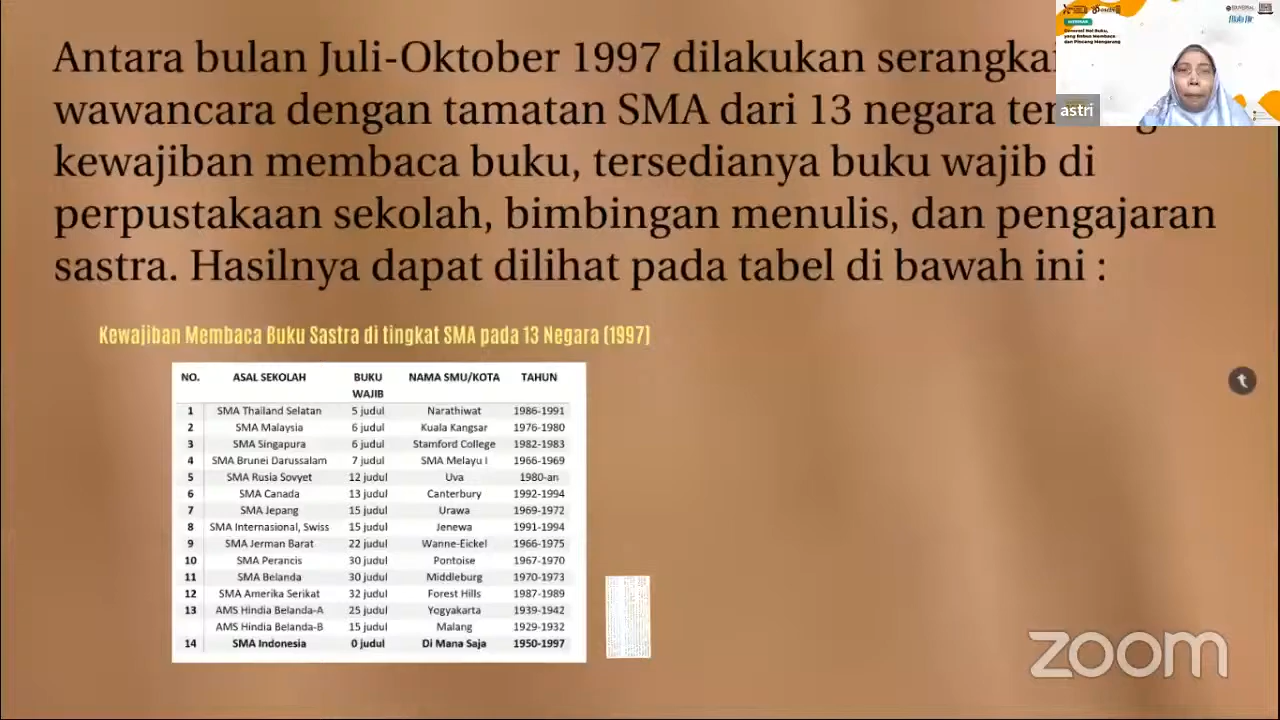 Antara bulan Juli-Oktober 1997 dilakukan
wawancara dengan tamatan SMA dari 13 negara
kewajiban membaca buku, tersedianya buku wajib di
perpustakaan sekolah, bimbingan menulis, dan pengajaran
sastra. Hasilnya dapat dilihat pada tabel di bawah ini :
WEBINAR
yang Rabun Membaca
dan Pincang Mengarang
astri
Kewajiban Membaca Buku Sastra di tingkat SMA pada 13 Negara (1997)
NO. ASAL SEKOLAH BUKU WAJIB NAMA SMU/KOTA TAHUN
1 SMA Thailand Selatan 5 judul Narathiwat 1986-1991
2 SMA Malaysia 6 judul Kuala Kangsar 1976-1980
3 SMA Singapura 6 judul Stamford College 1982-1983
4 SMA Brunei Darussalam 7 judul SMA Melayu I 1966-1969
5 SMA Rusia Sovyet 12 judul Uva 1980-an
6 SMA Canada 13 judul Canterbury 1992-1994
7 SMA Jepang 15 judul Urawa 1969-1972
8 SMA Internasional, Swiss 15 judul Jenewa 1991-1994
9 SMA Jerman Barat 22 judul Wanne-Eickel 1966-1975
10 SMA Perancis 30 judul Pontoise 1967-1970
11 SMA Belanda 30 judul Middleburg 1970-1973
12 SMA Amerika Serikat 32 judul Forest Hills 1987-1989
13 AMS Hindia Belanda-A 25 judul Yogyakarta 1939-1942
AMS Hindia Belanda-B 15 judul Malang 1929-1932
14 SMA Indonesia 0 judul Di Mana Saja 1950-1997
t
zoom